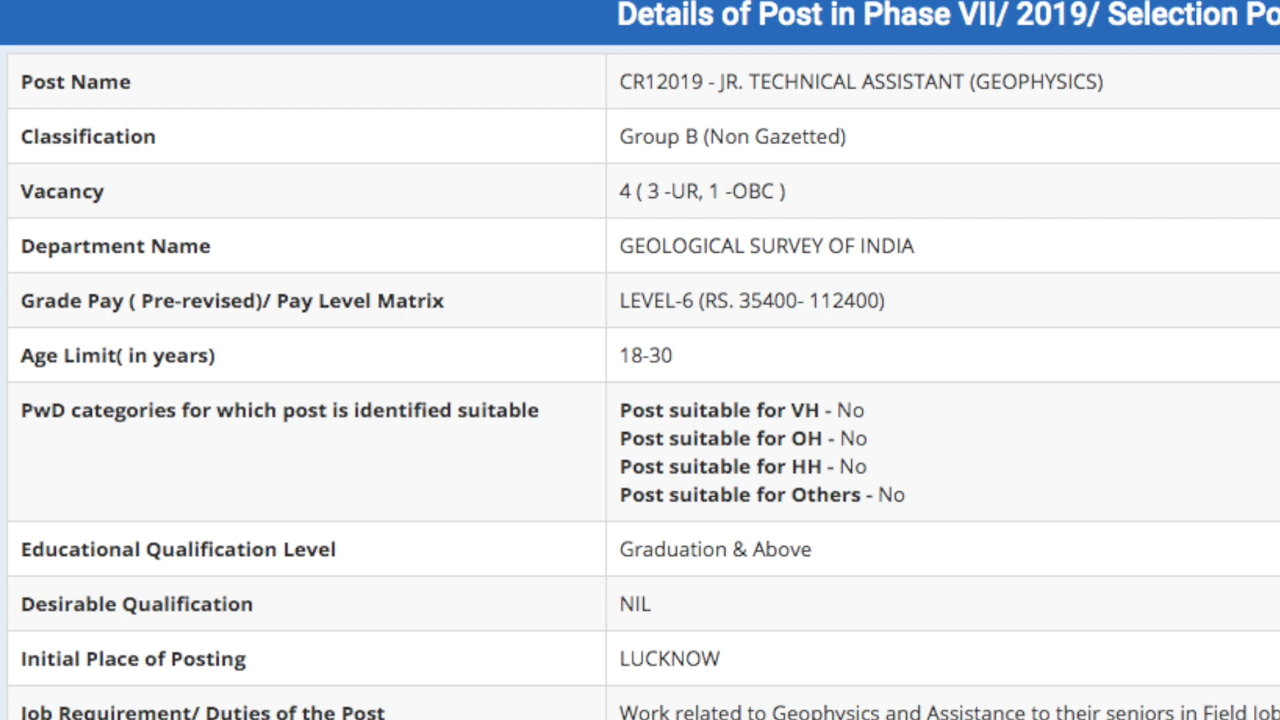 Details of Post in Phase VII/ 2019/ Selection Po
Post Name CR12019 - JR. TECHNICAL ASSISTANT (GEOPHYSICS)
Classification Group B (Non Gazetted)
Vacancy 4 ( 3 -UR, 1 -OBC )
Department Name GEOLOGICAL SURVEY OF INDIA
Grade Pay ( Pre-revised)/ Pay Level Matrix LEVEL-6 (RS. 35400- 112400)
Age Limit( in years) 18-30
PwD categories for which post is identified suitable Post suitable for VH - No
Post suitable for OH - No
Post suitable for HH - No
Post suitable for Others - No
Educational Qualification Level Graduation & Above
Desirable Qualification NIL
Initial Place of Posting LUCKNOW
Job Requirement/ Duties of the Post Work related to Geophysics and Assistance to their seniors in Field Job